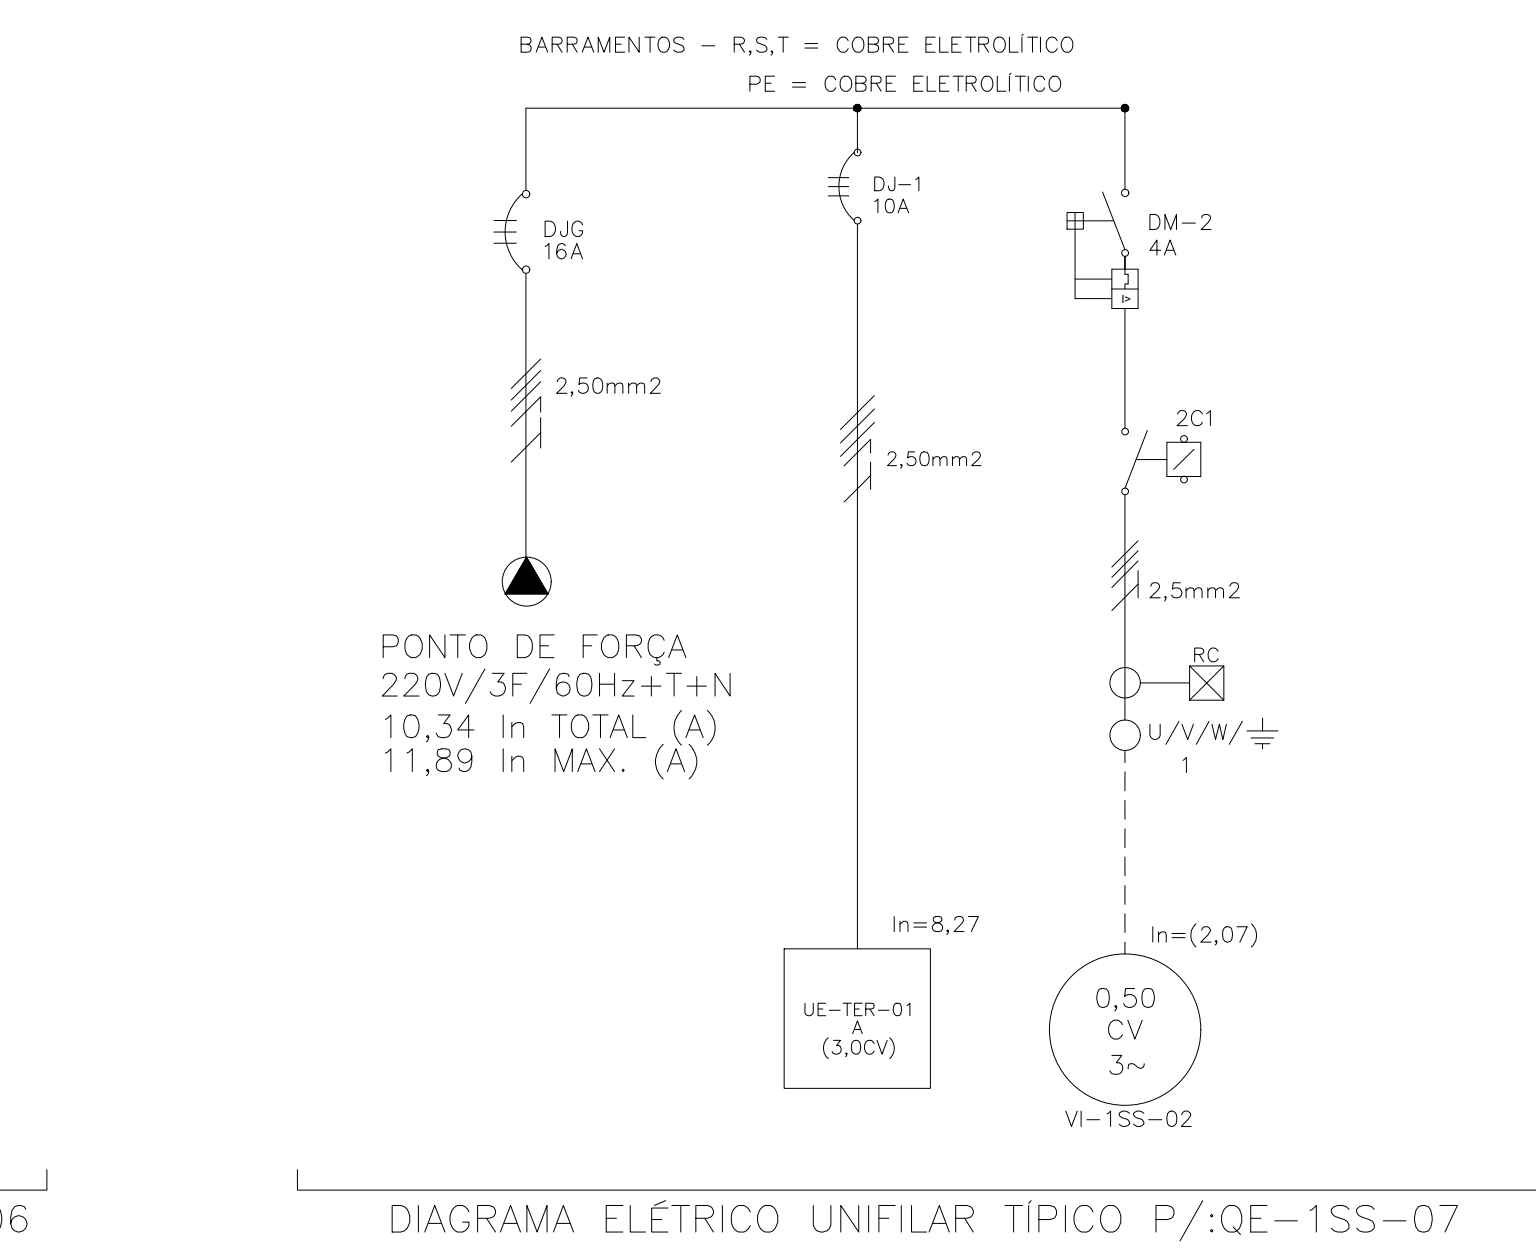 BARRAMENTOS – R,S,T = COBRE ELETROLÍTICO
PE = COBRE ELETROLÍTICO
DJG
16A
2,50mm2
PONTO DE FORÇA
220V/3F/60Hz+T+N
10,34 In TOTAL (A)
11,89 In MAX. (A)
DJ–1
10A
2,50mm2
In=8,27
UE–TER–01
A
(3,0CV)
DM–2
4A
I>
2C1
2,5mm2
RC
U/V/W/
1
In=(2,07)
0,50
CV
3~
VI–1SS–02
06
DIAGRAMA ELÉTRICO UNIFILAR TÍPICO P/:QE–1SS–07